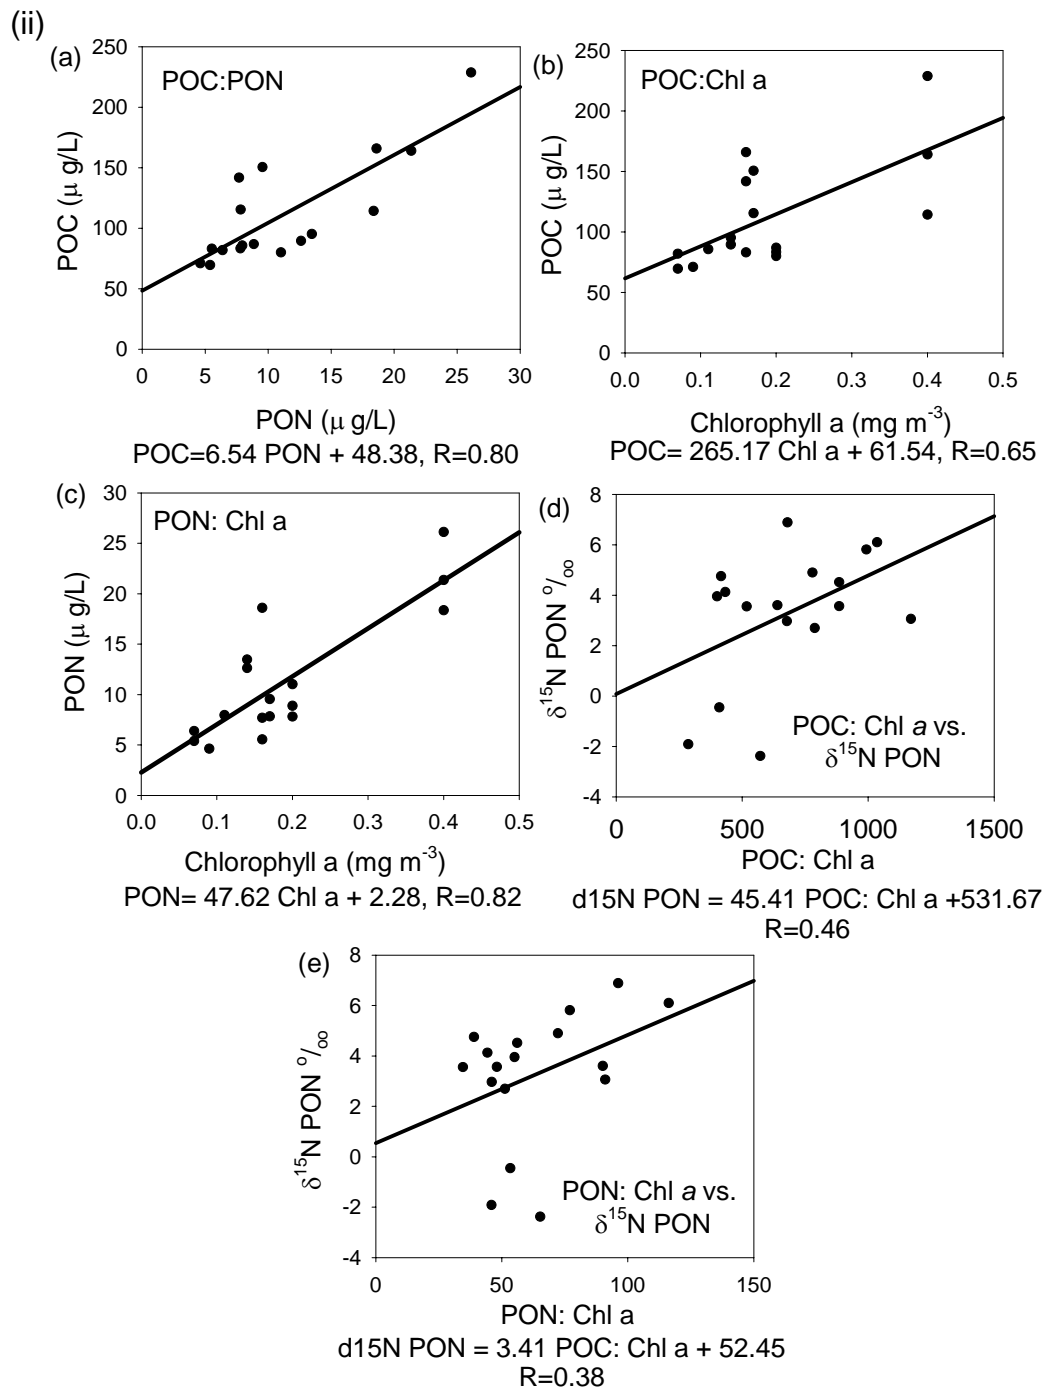 (ii)
(a)
POC:PON
250
200
150
100
50
0
POC (μ g/L)
0 5 10 15 20 25 30
PON (μ g/L)
POC=6.54 PON + 48.38, R=0.80
(b)
POC:Chl a
250
200
150
100
50
0
POC (μ g/L)
0.0 0.1 0.2 0.3 0.4 0.5
Chlorophyll a (mg m⁻³)
POC= 265.17 Chl a + 61.54, R=0.65
(c)
PON: Chl a
30
25
20
15
10
5
0
PON (μ g/L)
0.0 0.1 0.2 0.3 0.4 0.5
Chlorophyll a (mg m⁻³)
PON= 47.62 Chl a + 2.28, R=0.82
(d)
8
6
4
2
0
-2
-4
δ¹⁵N PON º/ₒₒ
POC: Chl a vs.
δ¹⁵N PON
0 500 1000 1500
POC: Chl a
d15N PON = 45.41 POC: Chl a +531.67
R=0.46
(e)
8
6
4
2
0
-2
-4
δ¹⁵N PON º/ₒₒ
PON: Chl a vs.
δ¹⁵N PON
0 50 100 150
PON: Chl a
d15N PON = 3.41 POC: Chl a + 52.45
R=0.38